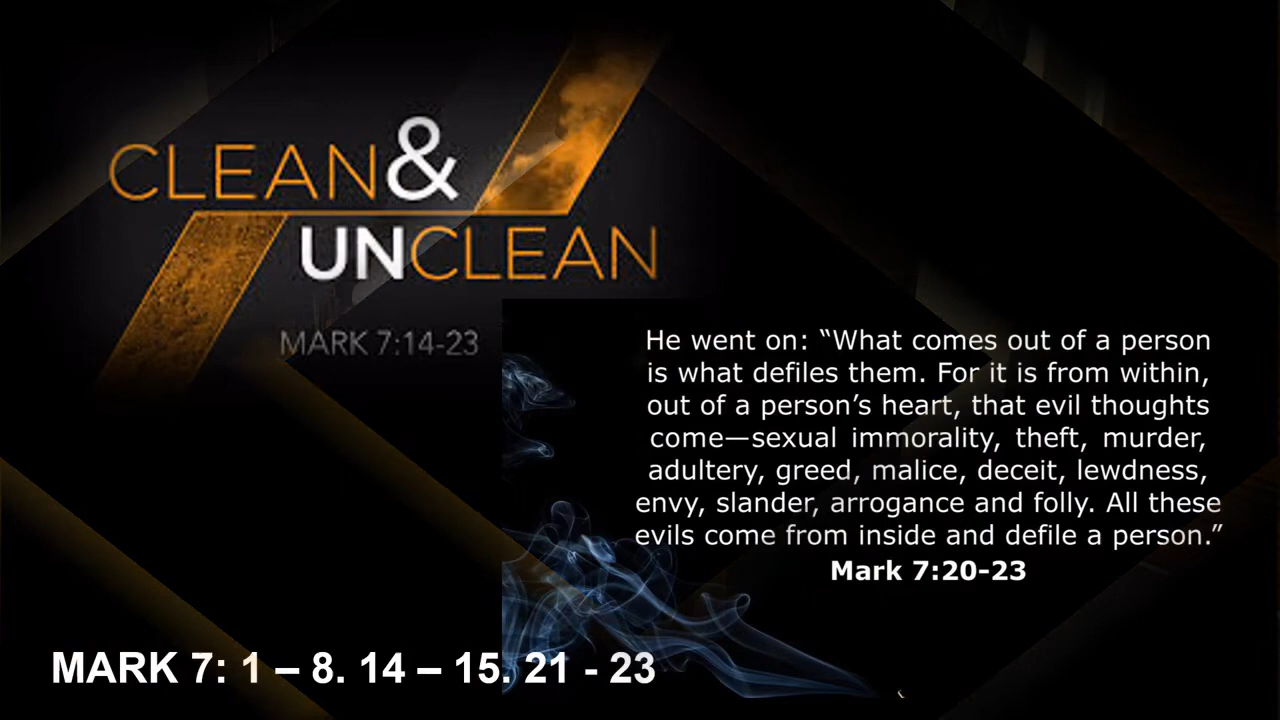 CLEAN &
UNCLEAN
MARK 7:14-23
He went on: “What comes out of a person
is what defiles them. For it is from within,
out of a person’s heart, that evil thoughts
come—sexual immorality, theft, murder,
adultery, greed, malice, deceit, lewdness,
envy, slander, arrogance and folly. All these
evils come from inside and defile a person.”
Mark 7:20-23
MARK 7: 1 – 8. 14 – 15. 21 - 23